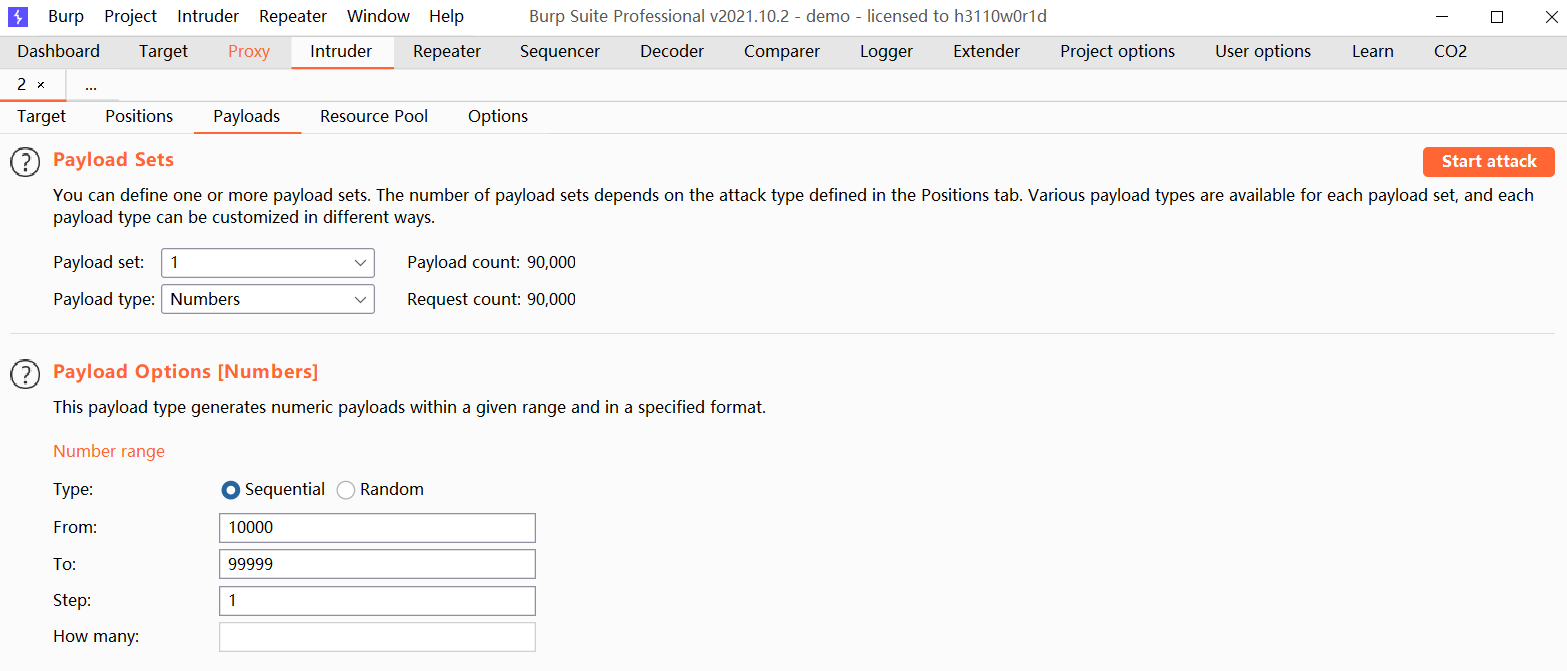 Burp Project Intruder Repeater Window Help Burp Suite Professional v2021.10.2 - demo - licensed to h3110w0r1d
Dashboard Target Proxy Intruder Repeater Sequencer Decoder Comparer Logger Extender Project options User options Learn CO2
2 × ...
Target Positions Payloads Resource Pool Options
? Payload Sets Start attack
You can define one or more payload sets. The number of payload sets depends on the attack type defined in the Positions tab. Various payload types are available for each payload set, and each
payload type can be customized in different ways.
Payload set: 1 Payload count: 90,000
Payload type: Numbers Request count: 90,000
? Payload Options [Numbers]
This payload type generates numeric payloads within a given range and in a specified format.
Number range
Type: Sequential Random
From: 10000
To: 99999
Step: 1
How many: